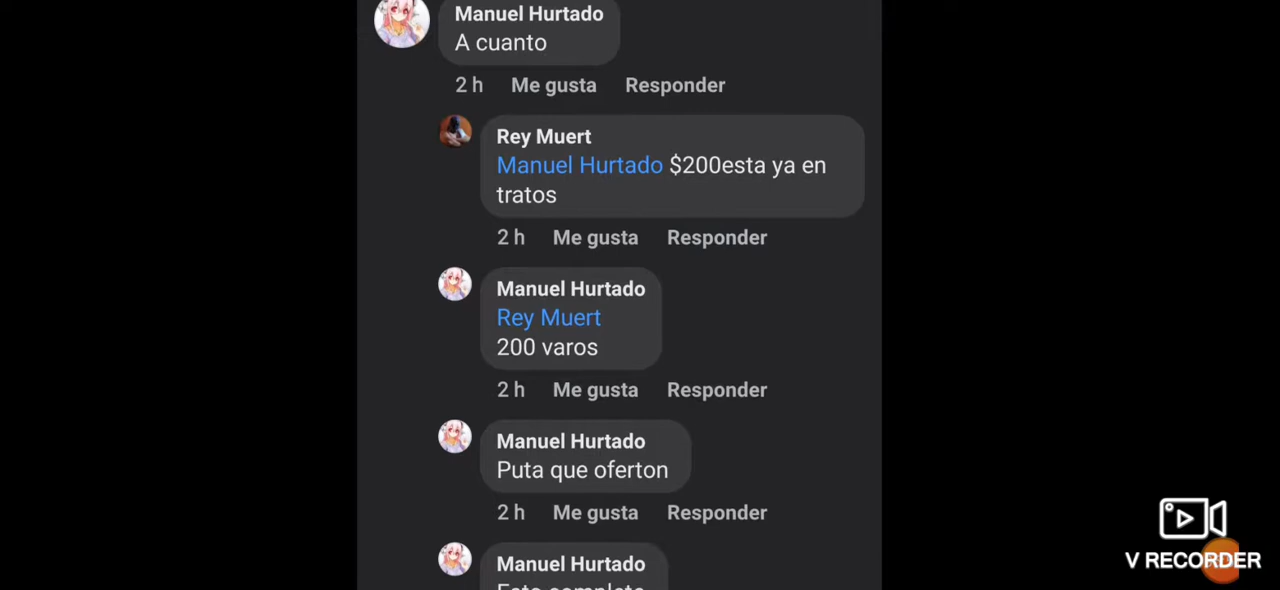 Manuel Hurtado
A cuanto
2 h Me gusta Responder
Rey Muert
Manuel Hurtado $200esta ya en
tratos
2 h Me gusta Responder
Manuel Hurtado
Rey Muert
200 varos
2 h Me gusta Responder
Manuel Hurtado
Puta que oferton
2 h Me gusta Responder
Manuel Hurtado
V RECORDER